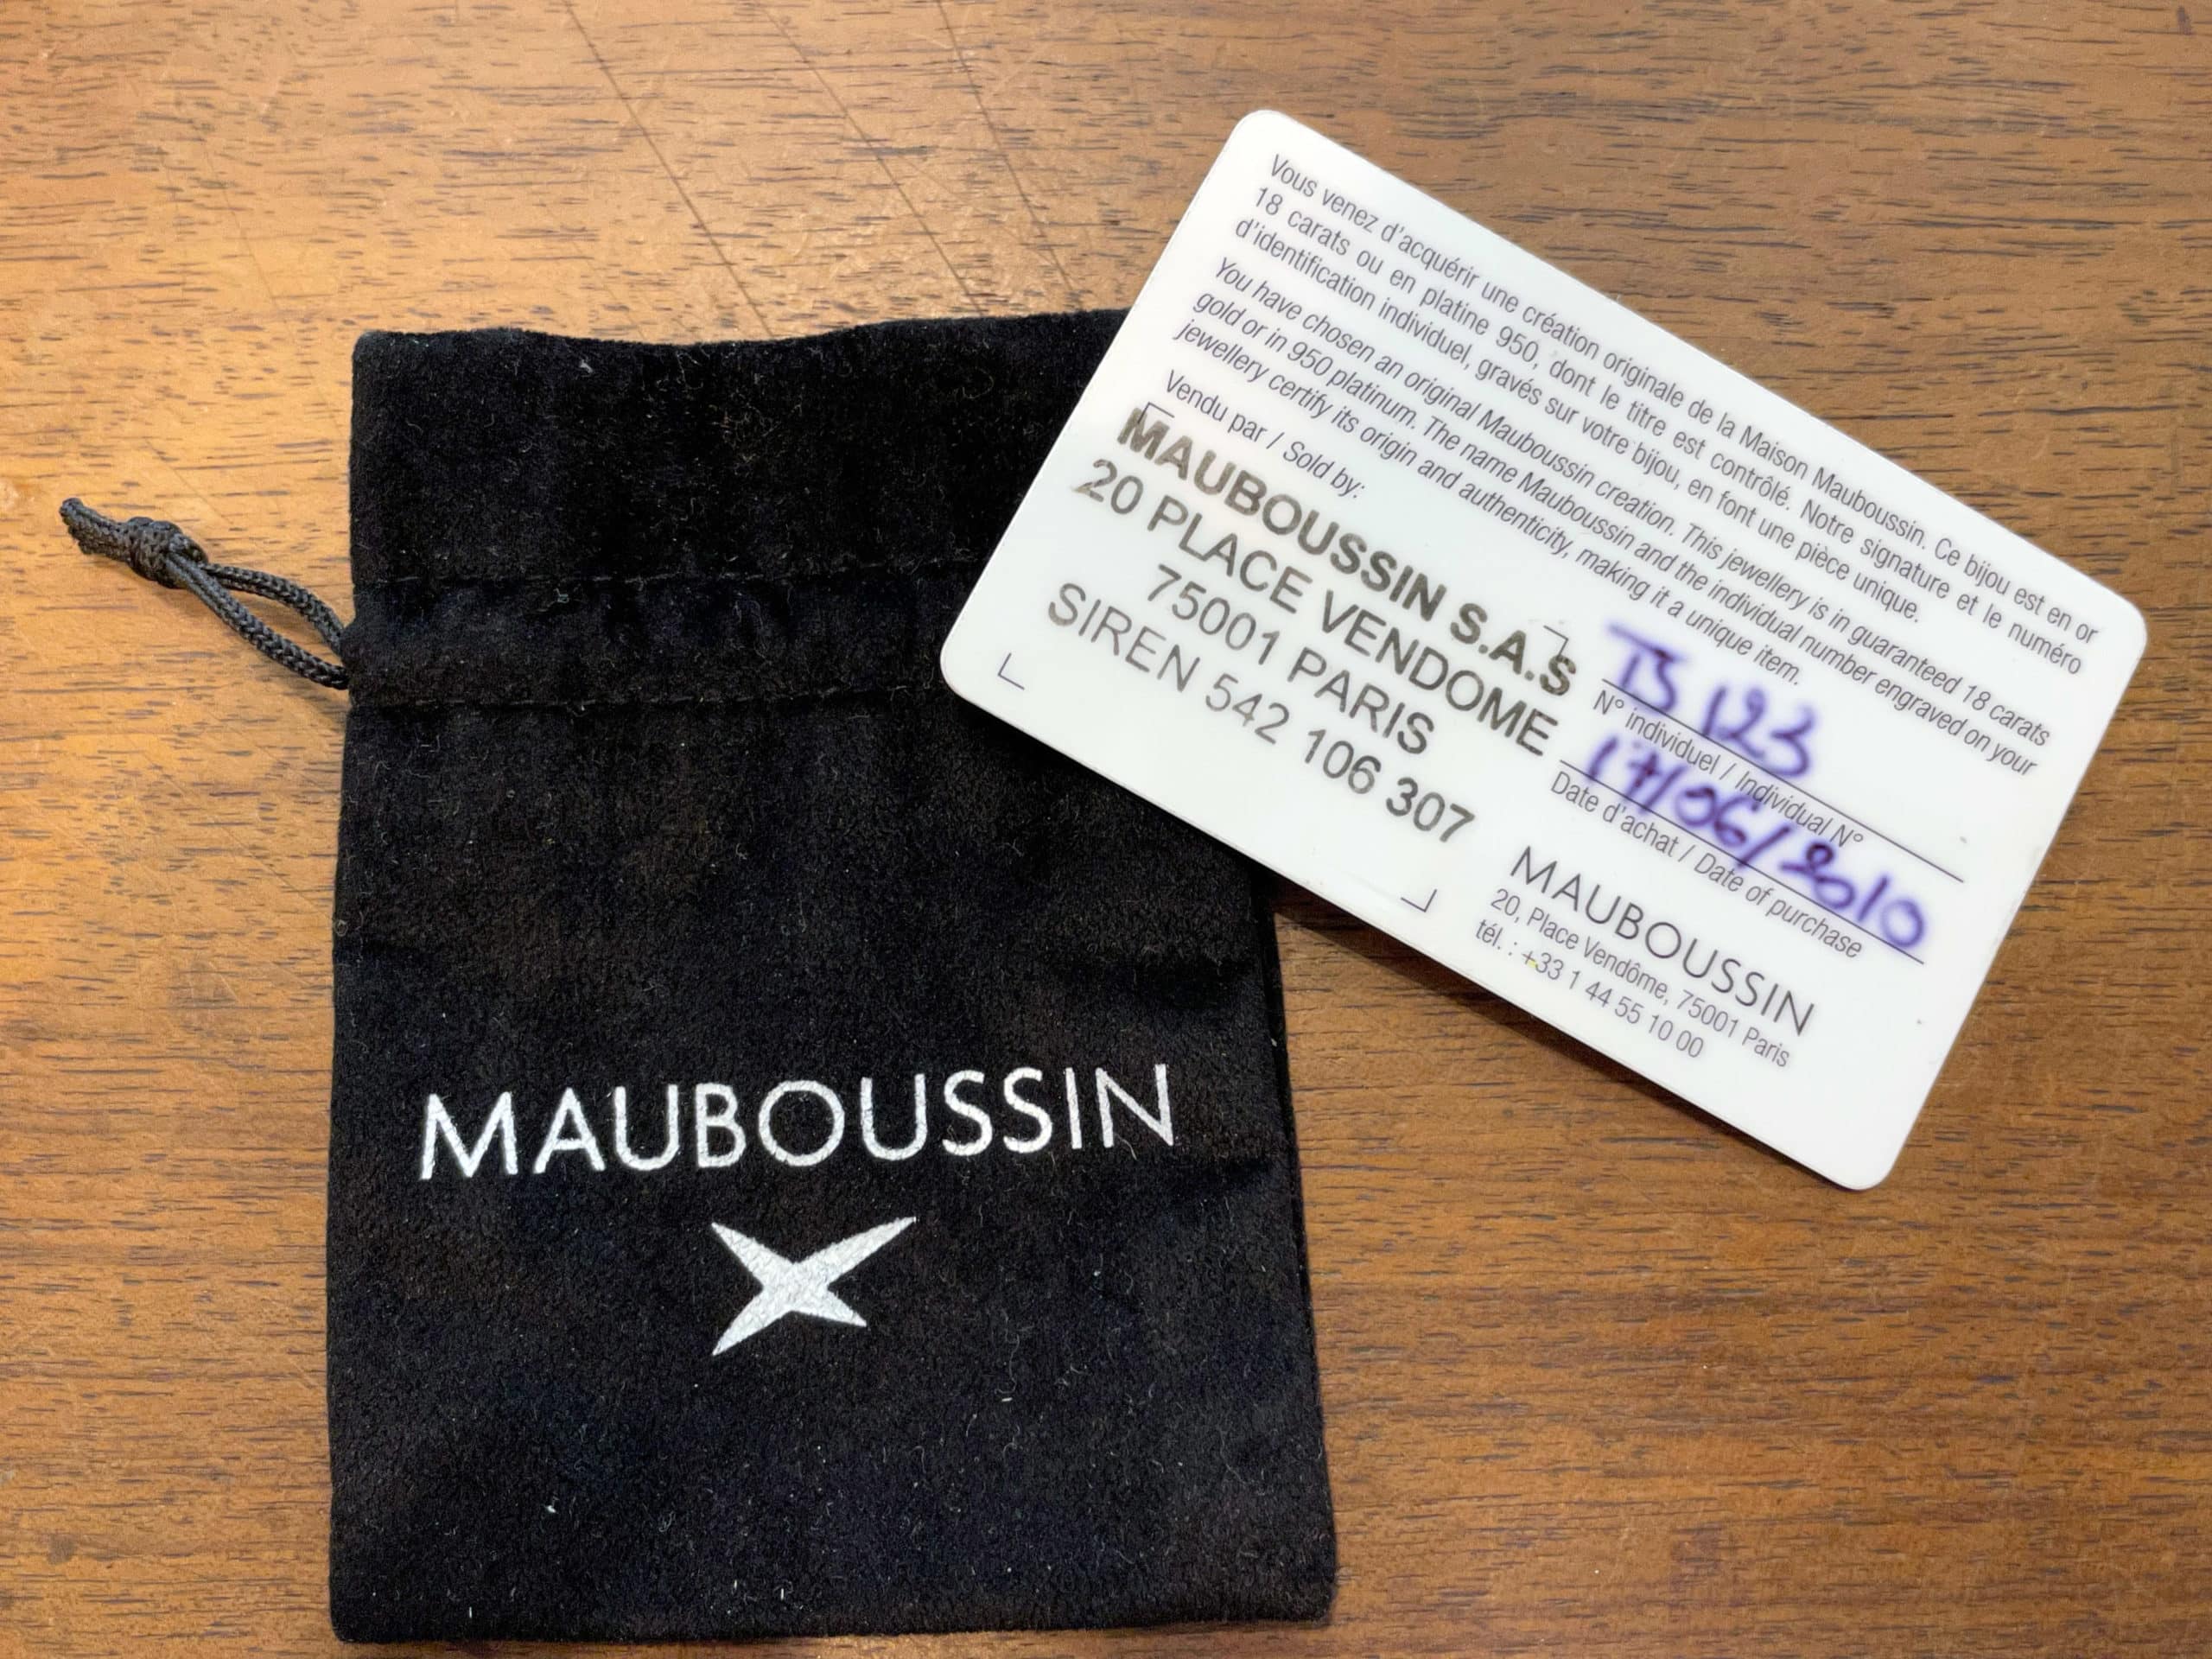 Vous venez d'acquérir une création originale de la Maison Mauboussin. Ce bijou est en or
18 carats ou en platine 950, dont le titre est contrôlé. Notre signature et le numéro
d'identification individuel, gravés sur votre bijou, en font une pièce unique.
You have chosen an original Mauboussin creation. This jewellery is in guaranteed 18 carats
gold or in 950 platinum. The name Mauboussin and the individual number engraved on your
jewellery certify its origin and authenticity, making it a unique item.
Vendu par / Sold by:
MAUBOUSSIN S.A.S
20 PLACE VENDOME
75001 PARIS
SIREN 542 106 307
TS 123
N° individuel / Individual N°
17/06/2010
Date d'achat / Date of purchase
MAUBOUSSIN
20, Place Vendôme, 75001 Paris
tél. : +33 1 44 55 10 00
MAUBOUSSIN